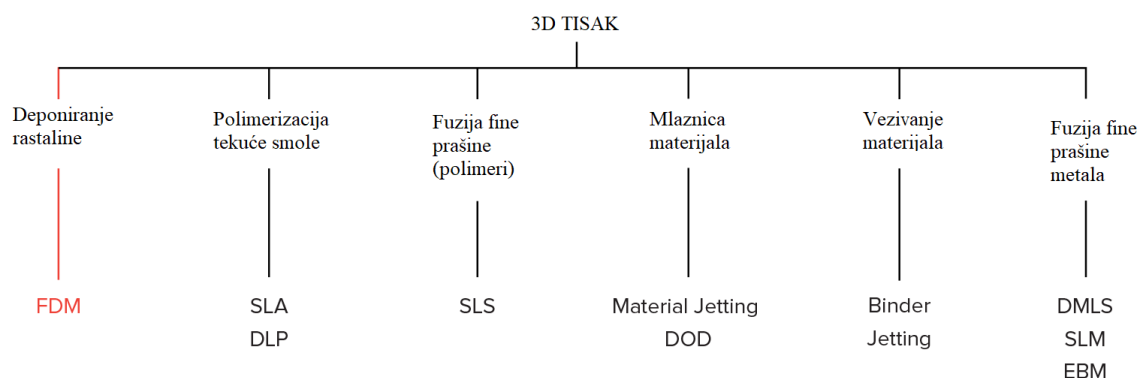 3D TISAK
Deponiranje
rastaline
Polimerizacija
tekuće smole
Fuzija fine
prašine
(polimeri)
Mlaznica
materijala
Vezivanje
materijala
Fuzija fine
prašine
metala
FDM
SLA
DLP
SLS
Material Jetting
DOD
Binder
Jetting
DMLS
SLM
EBM